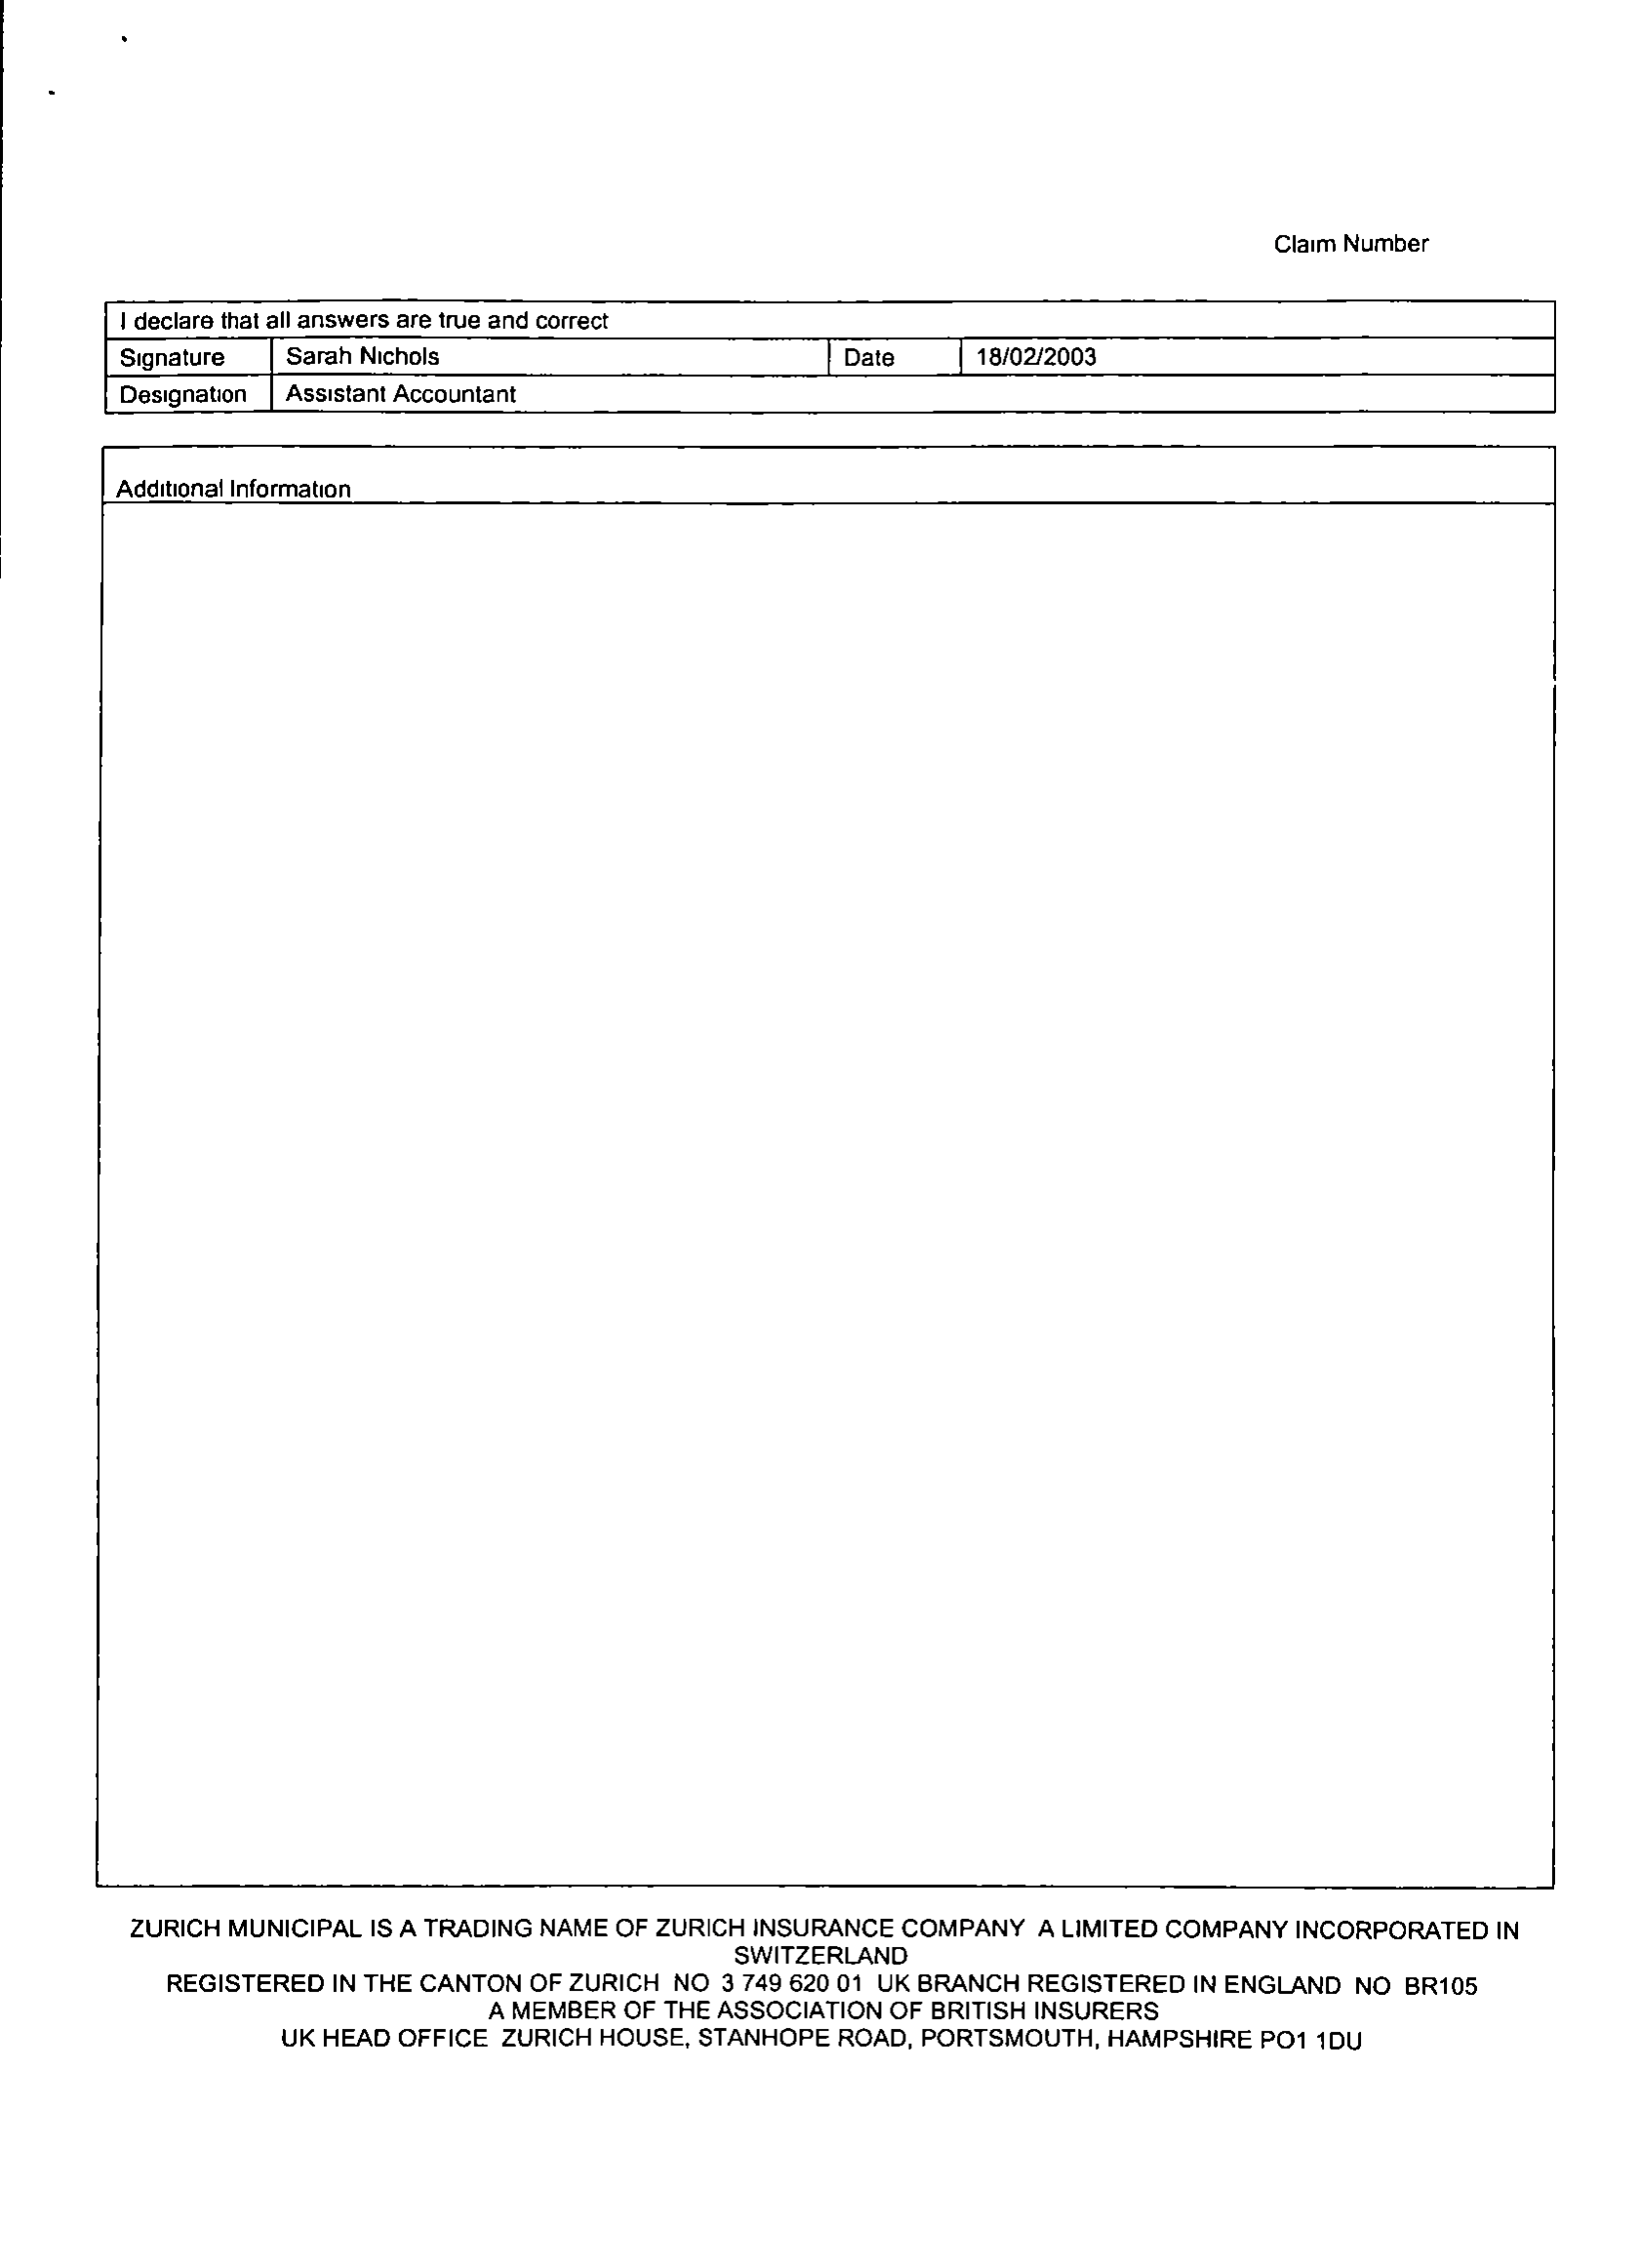 Claim Number
I declare that all answers are true and correct
Signature Sarah Nichols Date 18/02/2003
Designation Assistant Accountant
Additional Information
ZURICH MUNICIPAL IS A TRADING NAME OF ZURICH INSURANCE COMPANY A LIMITED COMPANY INCORPORATED IN
SWITZERLAND
REGISTERED IN THE CANTON OF ZURICH NO 3 749 620 01 UK BRANCH REGISTERED IN ENGLAND NO BR105
A MEMBER OF THE ASSOCIATION OF BRITISH INSURERS
UK HEAD OFFICE ZURICH HOUSE, STANHOPE ROAD, PORTSMOUTH, HAMPSHIRE PO1 1DU